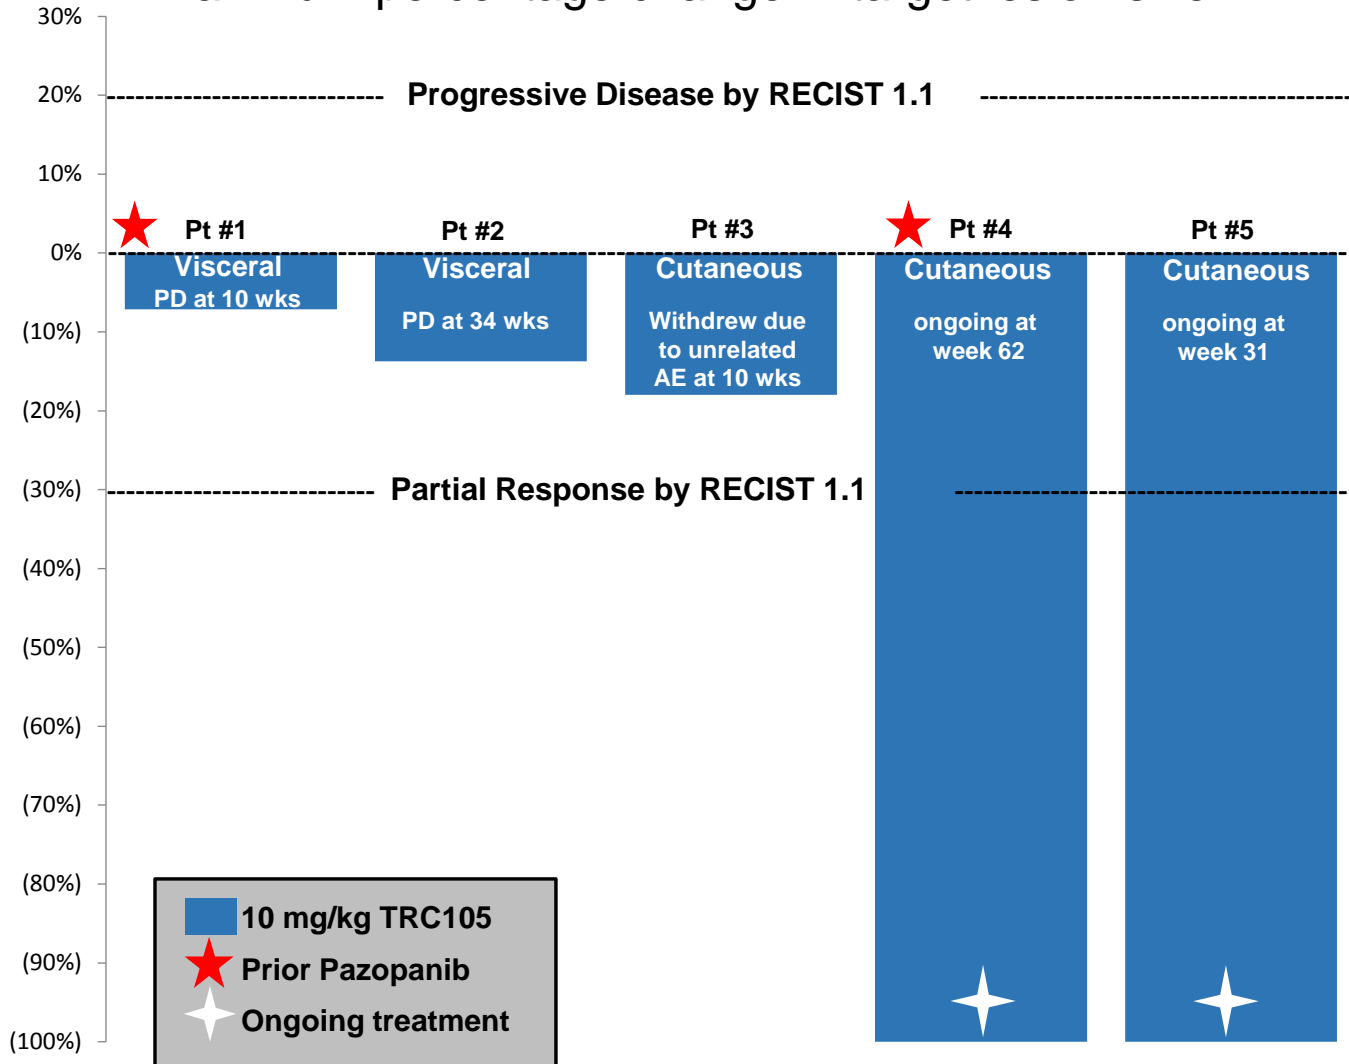 30%
20%
Progressive Disease by RECIST 1.1
10%
Pt #1 Pt #2 Pt #3 Pt #4 Pt #5
0%
Visceral
PD at 10 wks
Visceral
PD at 34 wks
Cutaneous
Withdrew due
to unrelated
AE at 10 wks
Cutaneous
ongoing at
week 62
Cutaneous
ongoing at
week 31
(10%)
(20%)
(30%)
Partial Response by RECIST 1.1
(40%)
(50%)
(60%)
(70%)
(80%)
(90%)
(100%)
10 mg/kg TRC105
Prior Pazopanib
Ongoing treatment